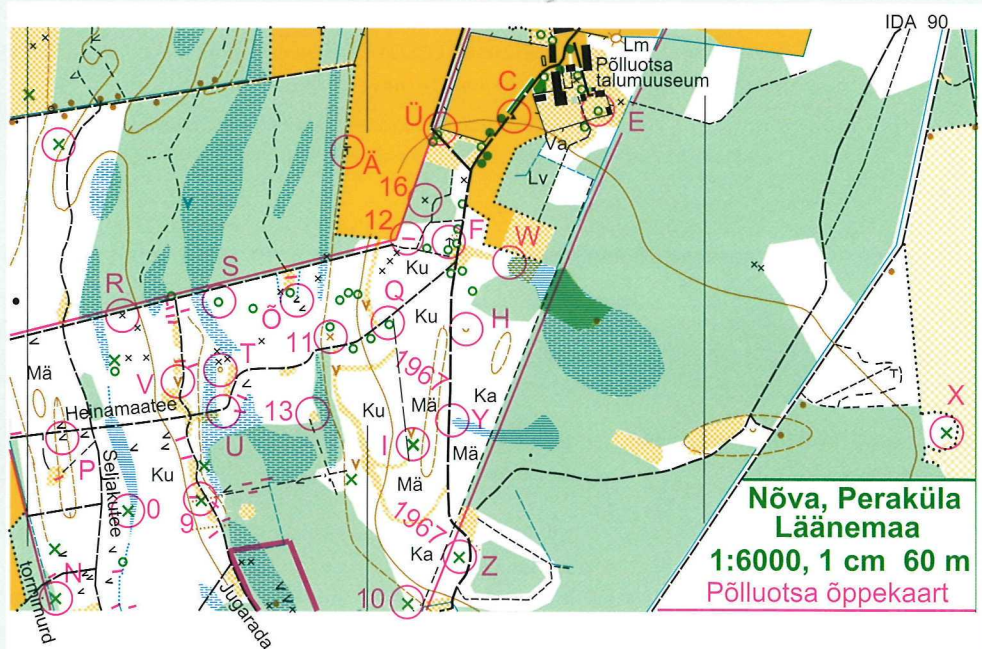 IDA 90
Lm
Põlluotsa
talumuuseum
C
Ü
E
Ä
Va
Lv
16
12
F
W
Ku
R
S
Õ
Q
Ku
H
11
T
1967
Mä
V
Heinamaatee
13
Ku
Mä
Ka
Y
X
U
I
P
Seljakutee
Ku
Mä
Mä
0
9
1967
Nõva, Peraküla
Läänemaa
1:6000, 1 cm 60 m
Põlluotsa õppekaart
Ka
Z
N
10
tormimurd
Jugarada